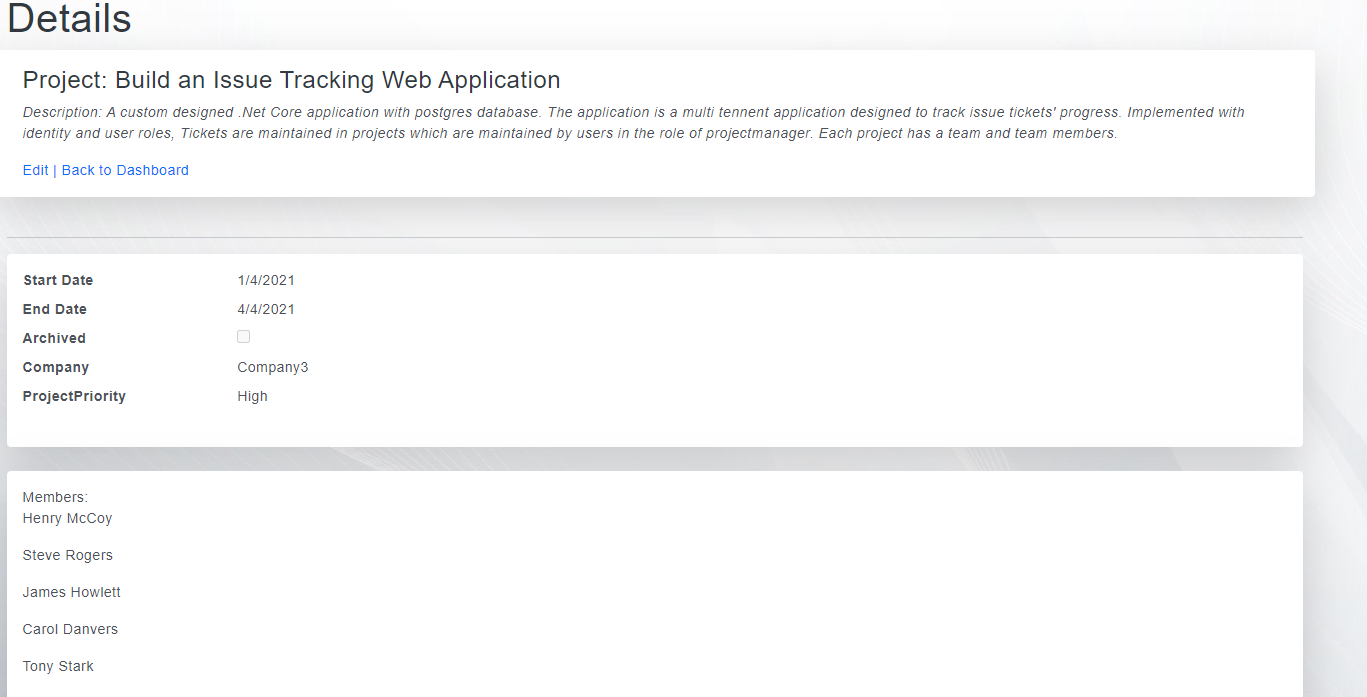 Details
Project: Build an Issue Tracking Web Application
Description: A custom designed .Net Core application with postgres database. The application is a multi tennent application designed to track issue tickets' progress. Implemented with
identity and user roles, Tickets are maintained in projects which are maintained by users in the role of projectmanager. Each project has a team and team members.
Edit | Back to Dashboard
Start Date 1/4/2021
End Date 4/4/2021
Archived
Company Company3
ProjectPriority High
Members:
Henry McCoy
Steve Rogers
James Howlett
Carol Danvers
Tony Stark